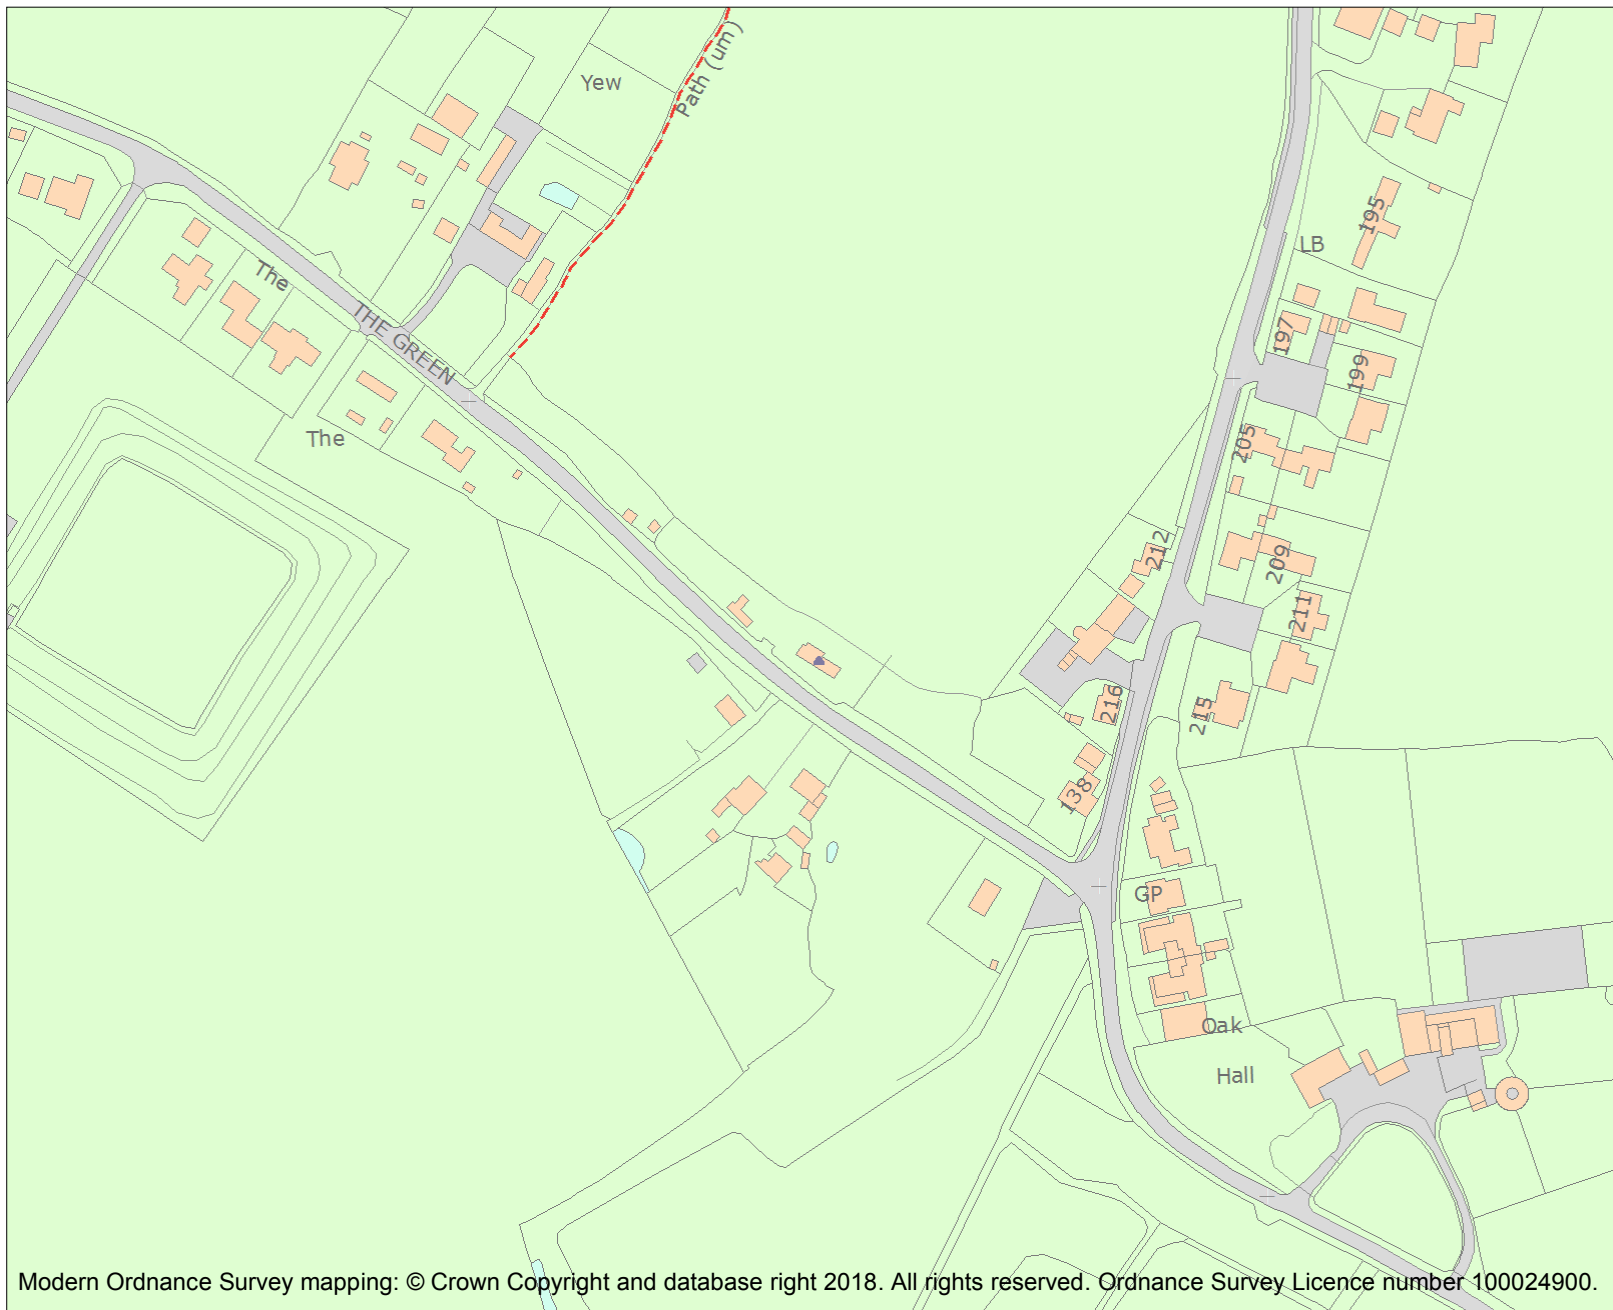 Yew
Path (um)
195
LB
The
THE GREEN
197
199
The
205
212
209
211
216
215
138
GP
Oak
Hall
Modern Ordnance Survey mapping: © Crown Copyright and database right 2018. All rights reserved. Ordnance Survey Licence number 100024900.